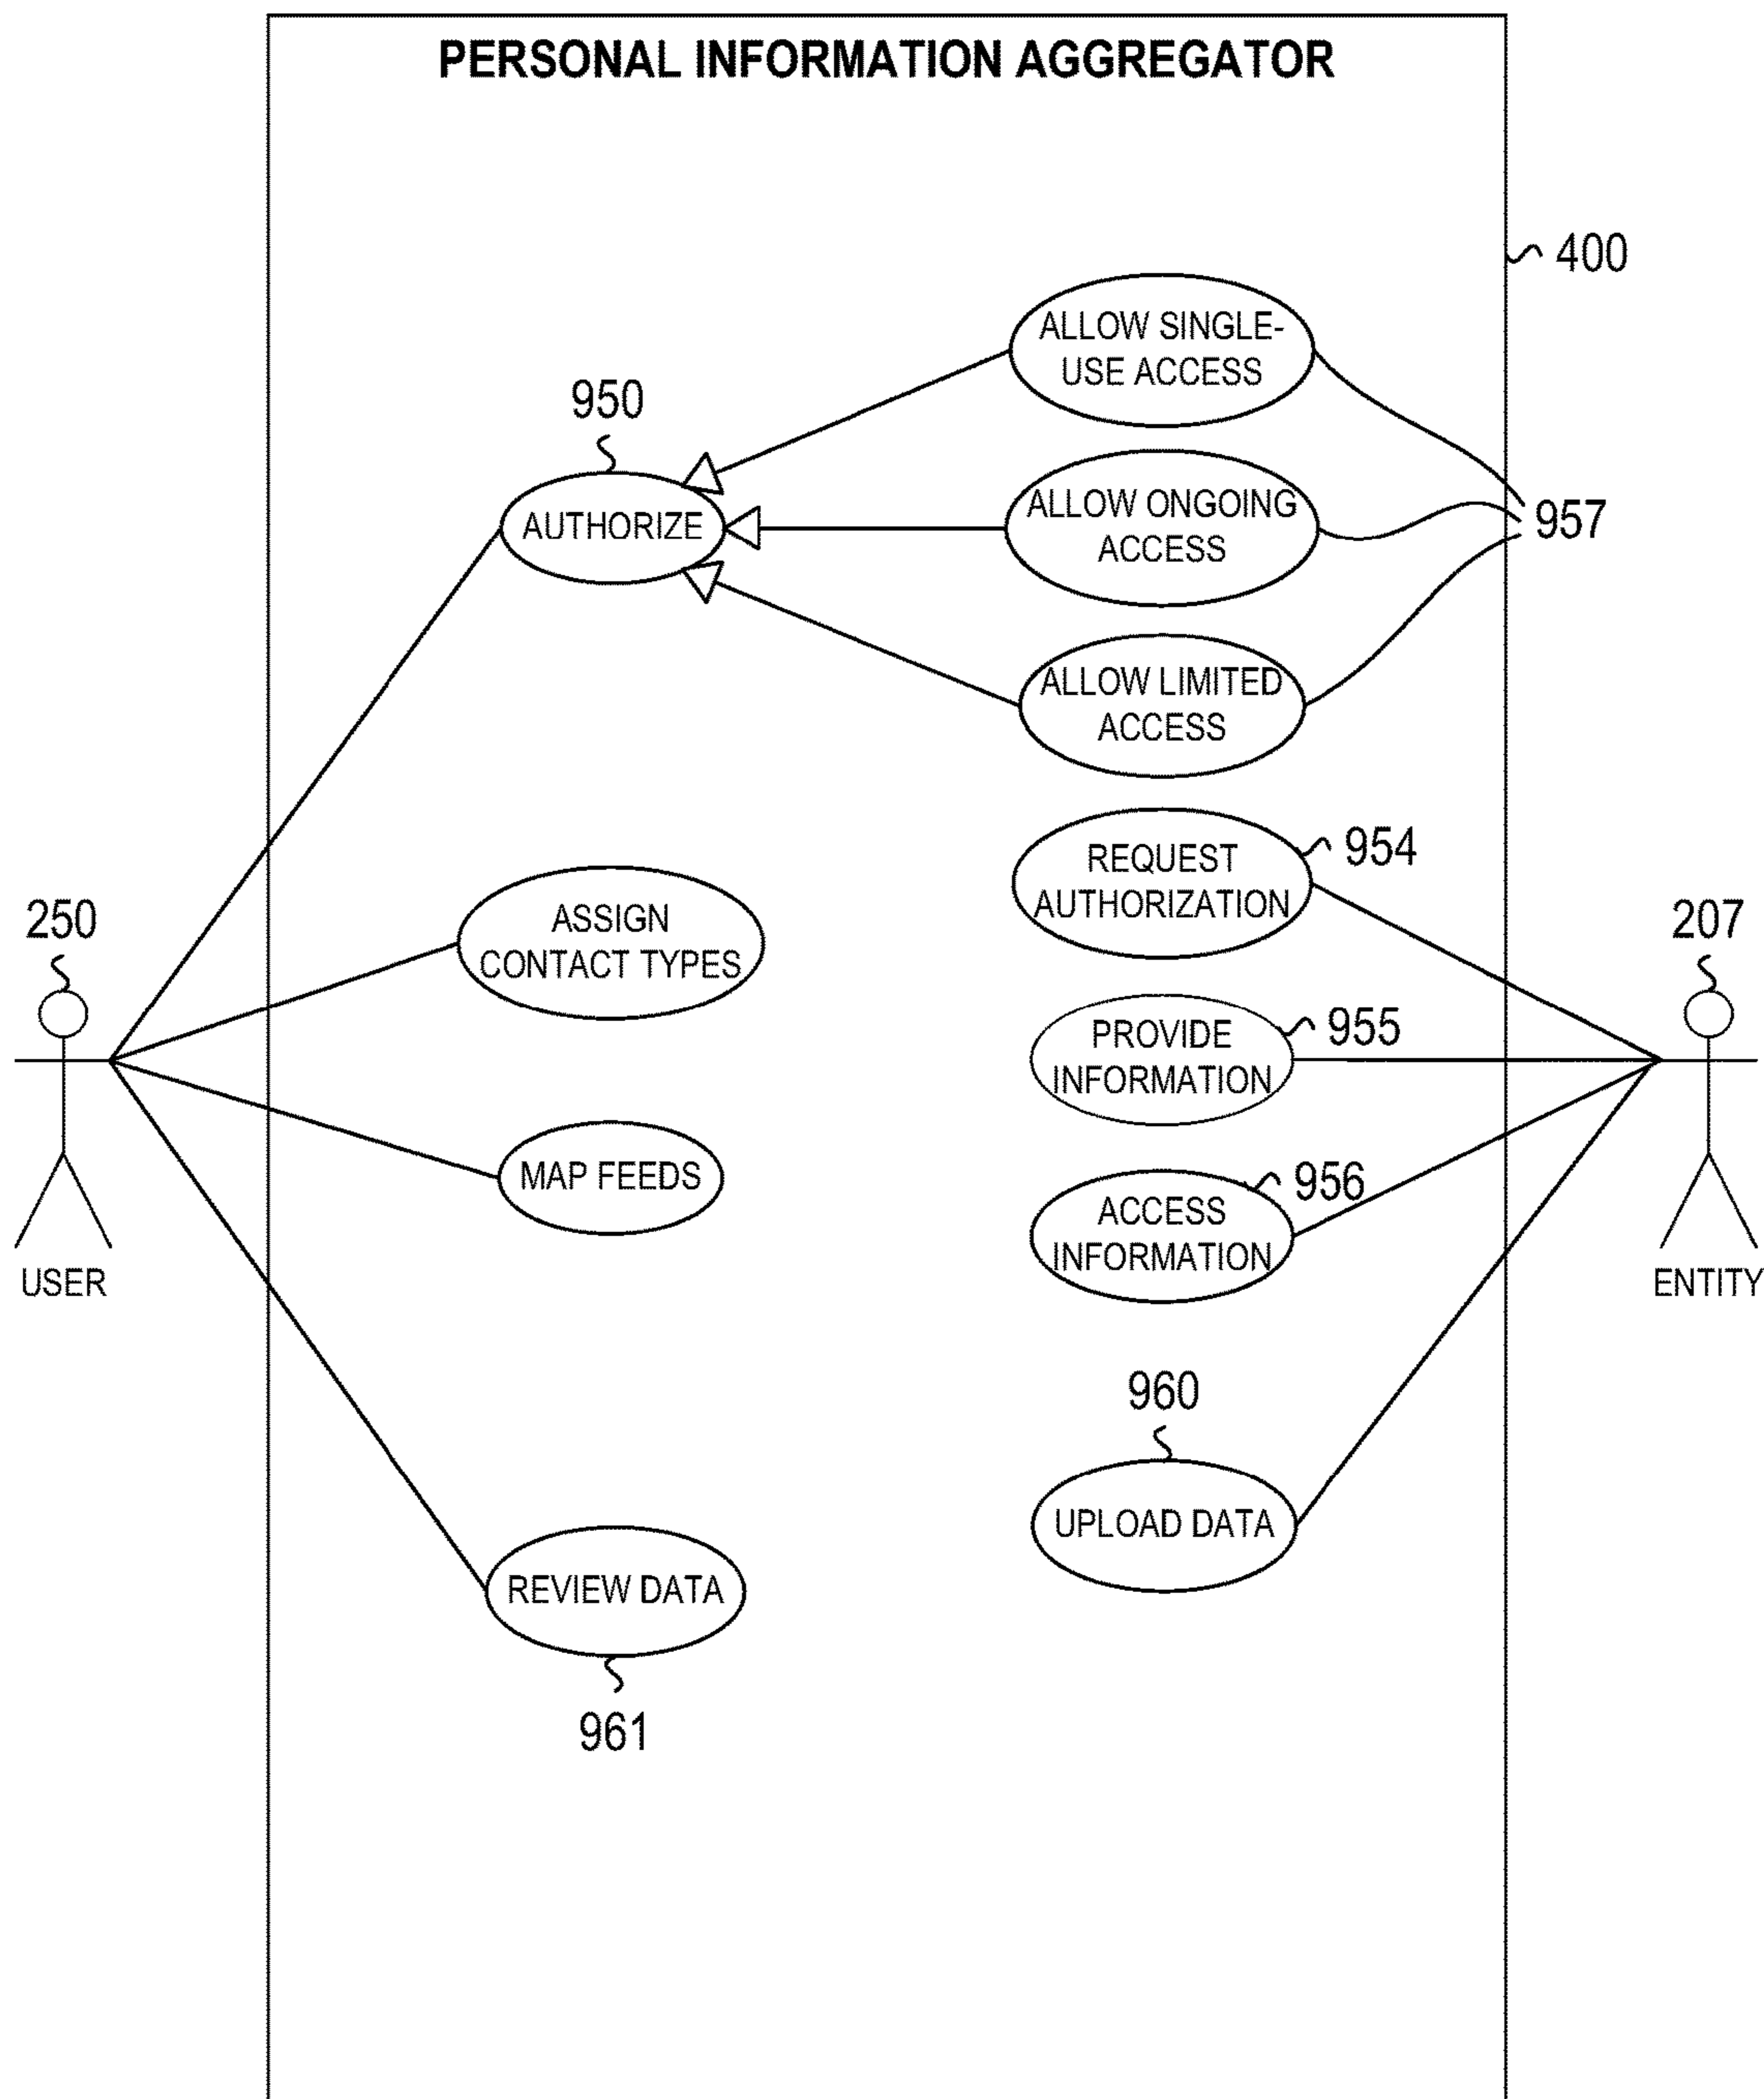 PERSONAL INFORMATION AGGREGATOR
400
ALLOW SINGLE-
USE ACCESS
950
AUTHORIZE
ALLOW ONGOING
ACCESS
957
ALLOW LIMITED
ACCESS
REQUEST
AUTHORIZATION
954
250
ASSIGN
CONTACT TYPES
207
PROVIDE
INFORMATION
955
MAP FEEDS
ACCESS
INFORMATION
956
USER
ENTITY
960
UPLOAD DATA
REVIEW DATA
961